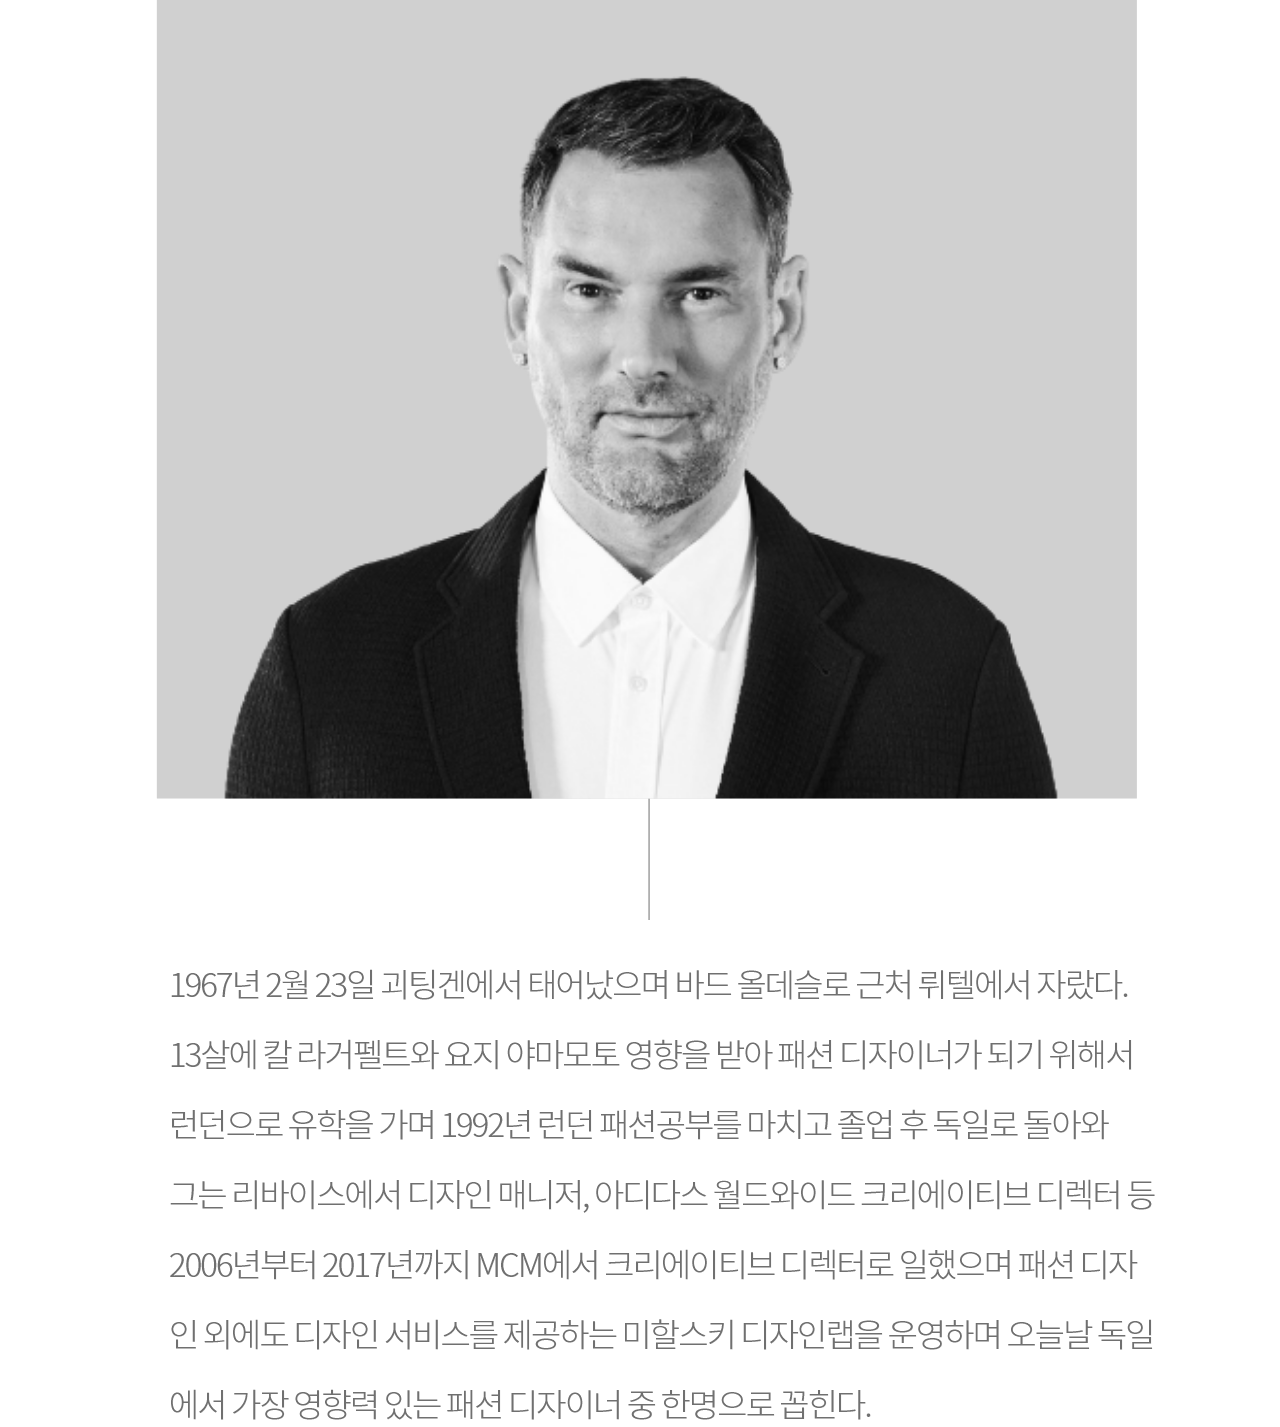 1967년 2월 23일 괴팅겐에서 태어났으며 바드 올데슬로 근처 뤼텔에서 자랐다.
13살에 칼 라거펠트와 요지 야마모토 영향을 받아 패션 디자이너가 되기 위해서
런던으로 유학을 가며 1992년 런던 패션공부를 마치고 졸업 후 독일로 돌아와
그는 리바이스에서 디자인 매니저, 아디다스 월드와이드 크리에이티브 디렉터 등
2006년부터 2017년까지 MCM에서 크리에이티브 디렉터로 일했으며 패션 디자
인 외에도 디자인 서비스를 제공하는 미할스키 디자인랩을 운영하며 오늘날 독일
에서 가장 영향력 있는 패션 디자이너 중 한명으로 꼽힌다.